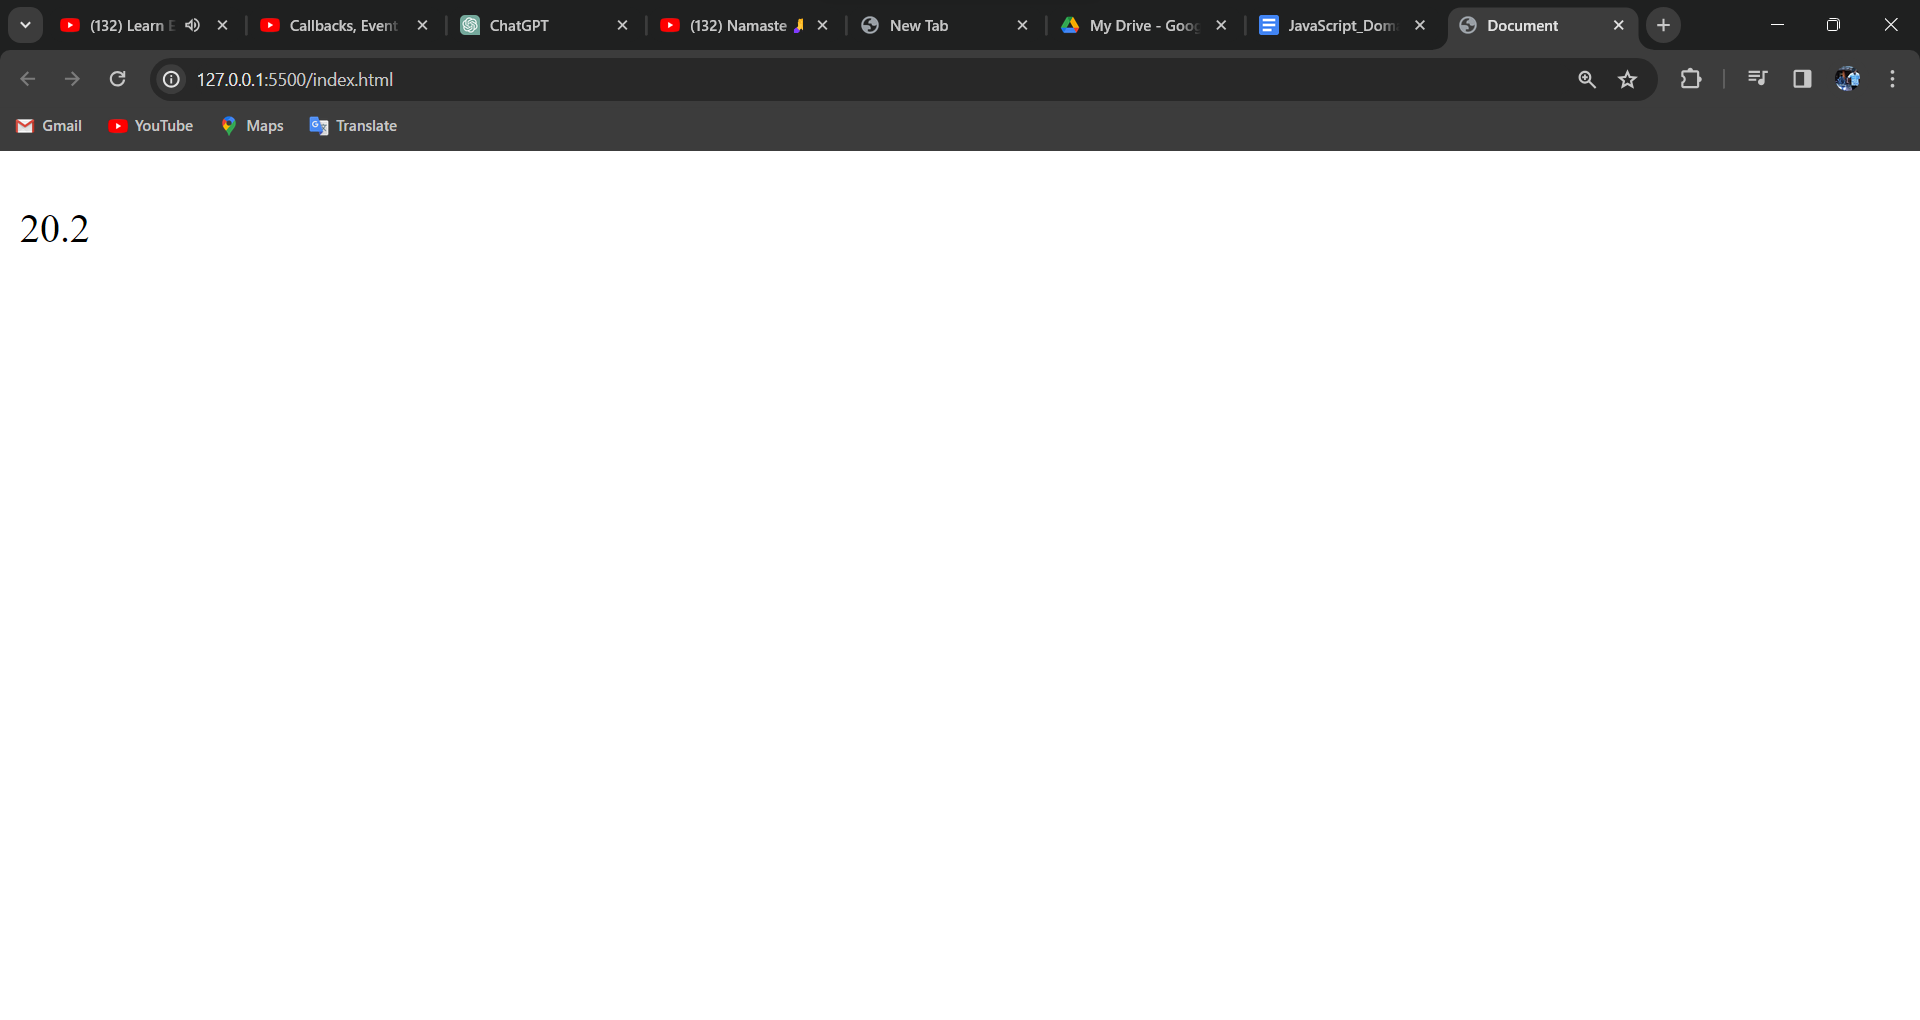 (132) Learn E Callbacks, Event ChatGPT (132) Namaste New Tab My Drive - Goog JavaScript_Dom Document
127.0.0.1:5500/index.html
Gmail YouTube Maps Translate
20.2